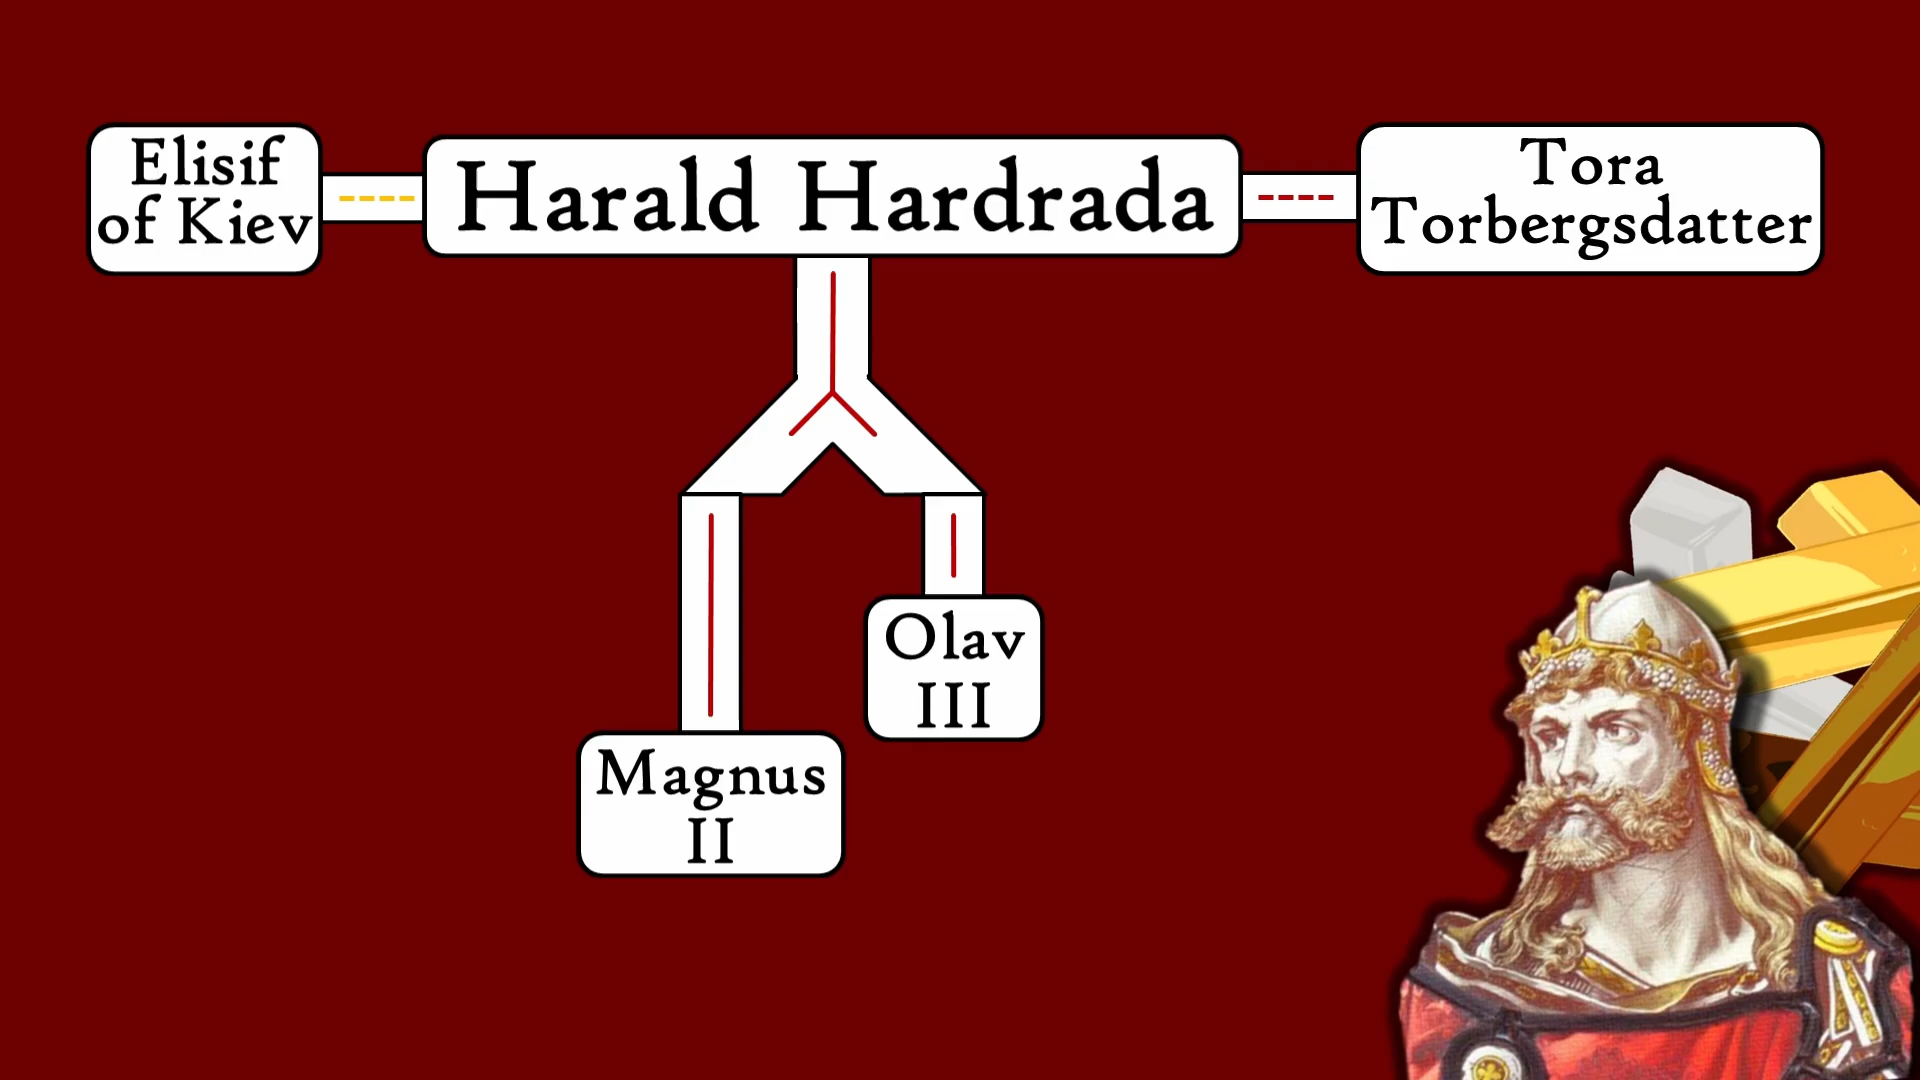 Elisif
of Kiev
Harald Hardrada
Tora
Torbergsdatter
Olav
III
Magnus
II